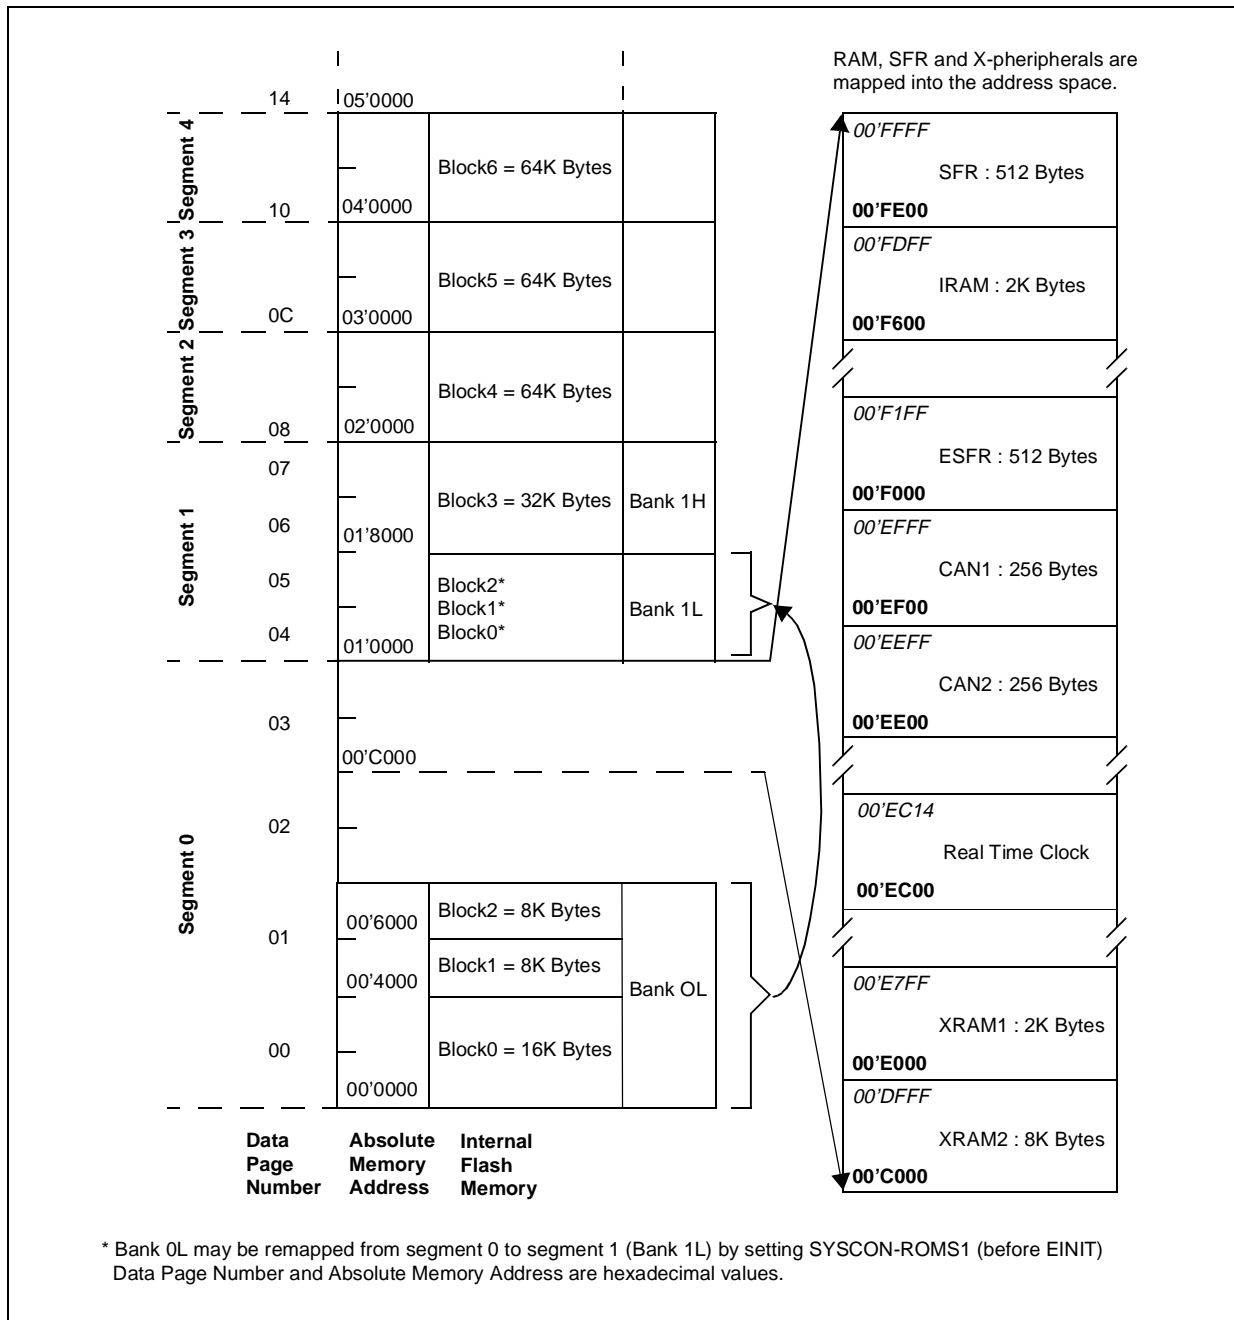 RAM, SFR and X-pheripherals are
mapped into the address space.
14
05'0000
Segment 4
Block6 = 64K Bytes
10
04'0000
Segment 3
Block5 = 64K Bytes
0C
03'0000
Segment 2
Block4 = 64K Bytes
08
02'0000
Segment 1
07
Block3 = 32K Bytes
Bank 1H
06
01'8000
05
Block2*
Block1*
Block0*
Bank 1L
04
01'0000
Segment 0
03
00'C000
02
Block2 = 8K Bytes
00'6000
01
Block1 = 8K Bytes
00'4000
Bank OL
00
Block0 = 16K Bytes
00'0000
Data
Page
Number
Absolute
Memory
Address
Internal
Flash
Memory
00'FFFF
SFR : 512 Bytes
00'FE00
00'FDFF
IRAM : 2K Bytes
00'F600
00'F1FF
ESFR : 512 Bytes
00'F000
00'EFFF
CAN1 : 256 Bytes
00'EF00
00'EEFF
CAN2 : 256 Bytes
00'EE00
00'EC14
Real Time Clock
00'EC00
00'E7FF
XRAM1 : 2K Bytes
00'E000
00'DFFF
XRAM2 : 8K Bytes
00'C000
* Bank 0L may be remapped from segment 0 to segment 1 (Bank 1L) by setting SYSCON-ROMS1 (before EINIT)
Data Page Number and Absolute Memory Address are hexadecimal values.